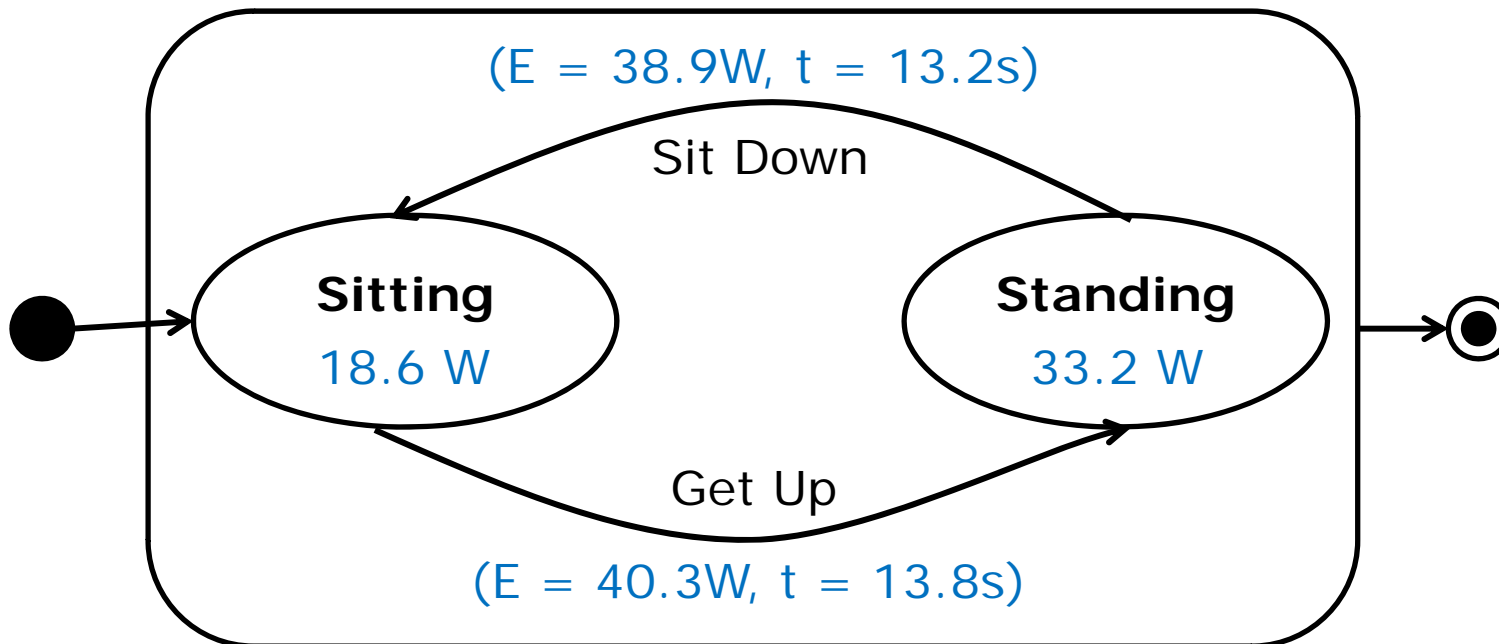 (E = 38.9W, t = 13.2s)
Sit Down
Sitting
18.6 W
Standing
33.2 W
Get Up
(E = 40.3W, t = 13.8s)